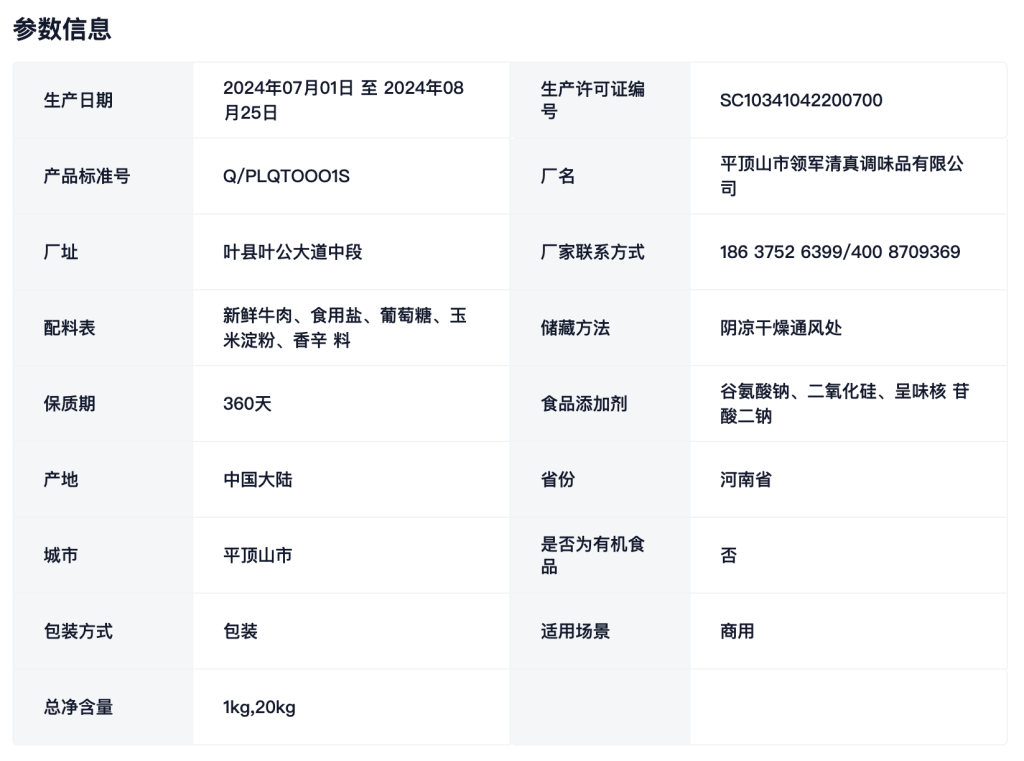 参数信息
生产日期
2024年07月01日 至 2024年08
月25日
生产许可证编
号
SC10341042200700
产品标准号
Q/PLQTOOO1S
厂名
平顶山市领军清真调味品有限公
司
厂址
叶县叶公大道中段
厂家联系方式
186 3752 6399/400 8709369
配料表
新鲜牛肉、食用盐、葡萄糖、玉
米淀粉、香辛 料
储藏方法
阴凉干燥通风处
保质期
360天
食品添加剂
谷氨酸钠、二氧化硅、呈味核 苷
酸二钠
产地
中国大陆
省份
河南省
城市
平顶山市
是否为有机食
品
否
包装方式
包装
适用场景
商用
总净含量
1kg,20kg